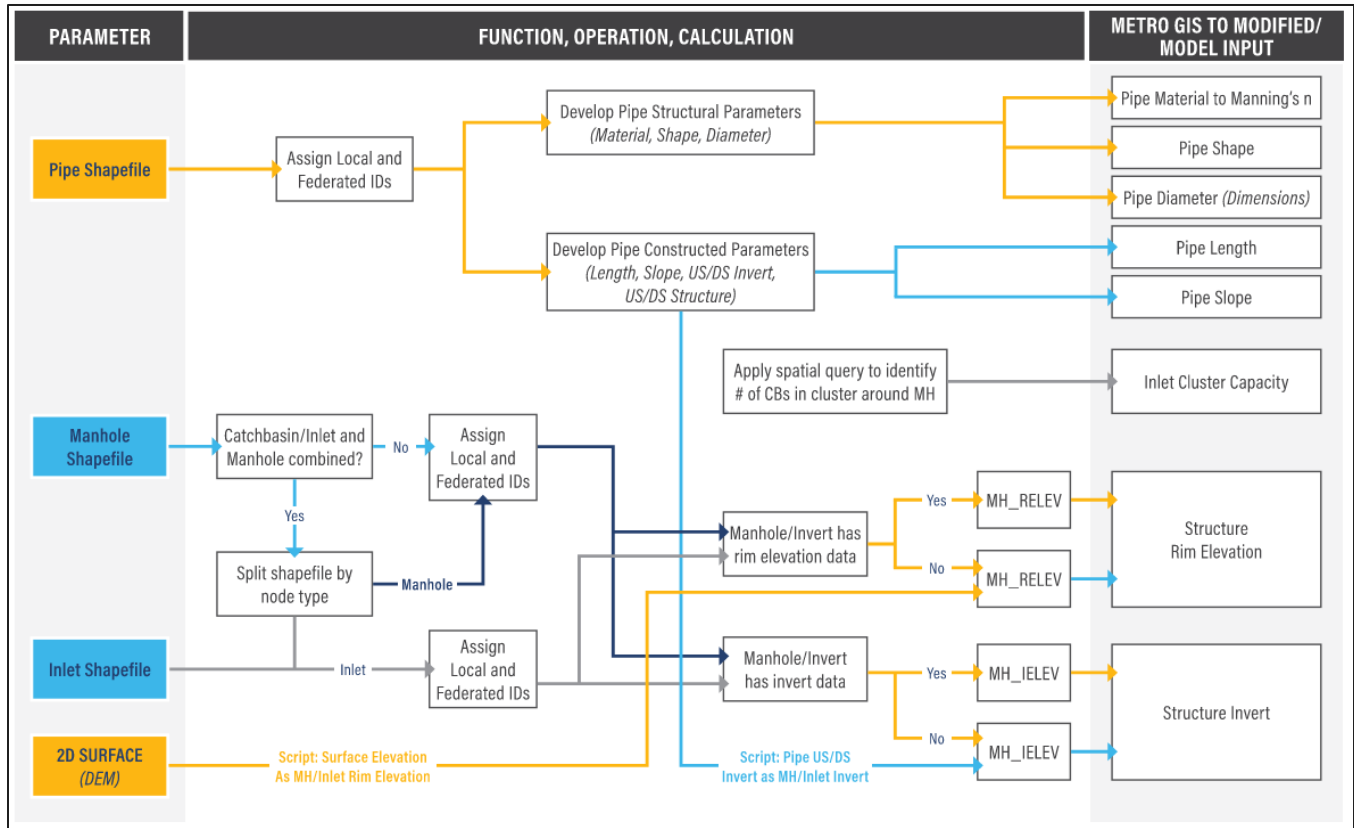 PARAMETER
FUNCTION, OPERATION, CALCULATION
METRO GIS TO MODIFIED/
MODEL INPUT
Pipe Shapefile
Assign Local and
Federated IDs
Develop Pipe Structural Parameters
(Material, Shape, Diameter)
Pipe Material to Manning's n
Pipe Shape
Pipe Diameter (Dimensions)
Develop Pipe Constructed Parameters
(Length, Slope, US/DS Invert,
US/DS Structure)
Pipe Length
Pipe Slope
Apply spatial query to identify
# of CBs in cluster around MH
Inlet Cluster Capacity
Manhole
Shapefile
Catchbasin/Inlet and
Manhole combined?
No
Assign
Local and
Federated IDs
Yes
Split shapefile by
node type
Manhole
Manhole/Invert has
rim elevation data
Yes
MH_RELEV
No
MH_RELEV
Structure
Rim Elevation
Inlet Shapefile
Inlet
Assign
Local and
Federated IDs
Manhole/Invert
has invert data
Yes
MH_IELEV
No
MH_IELEV
Structure Invert
2D SURFACE
(DEM)
Script: Surface Elevation
As MH/Inlet Rim Elevation
Script: Pipe US/DS
Invert as MH/Inlet Invert